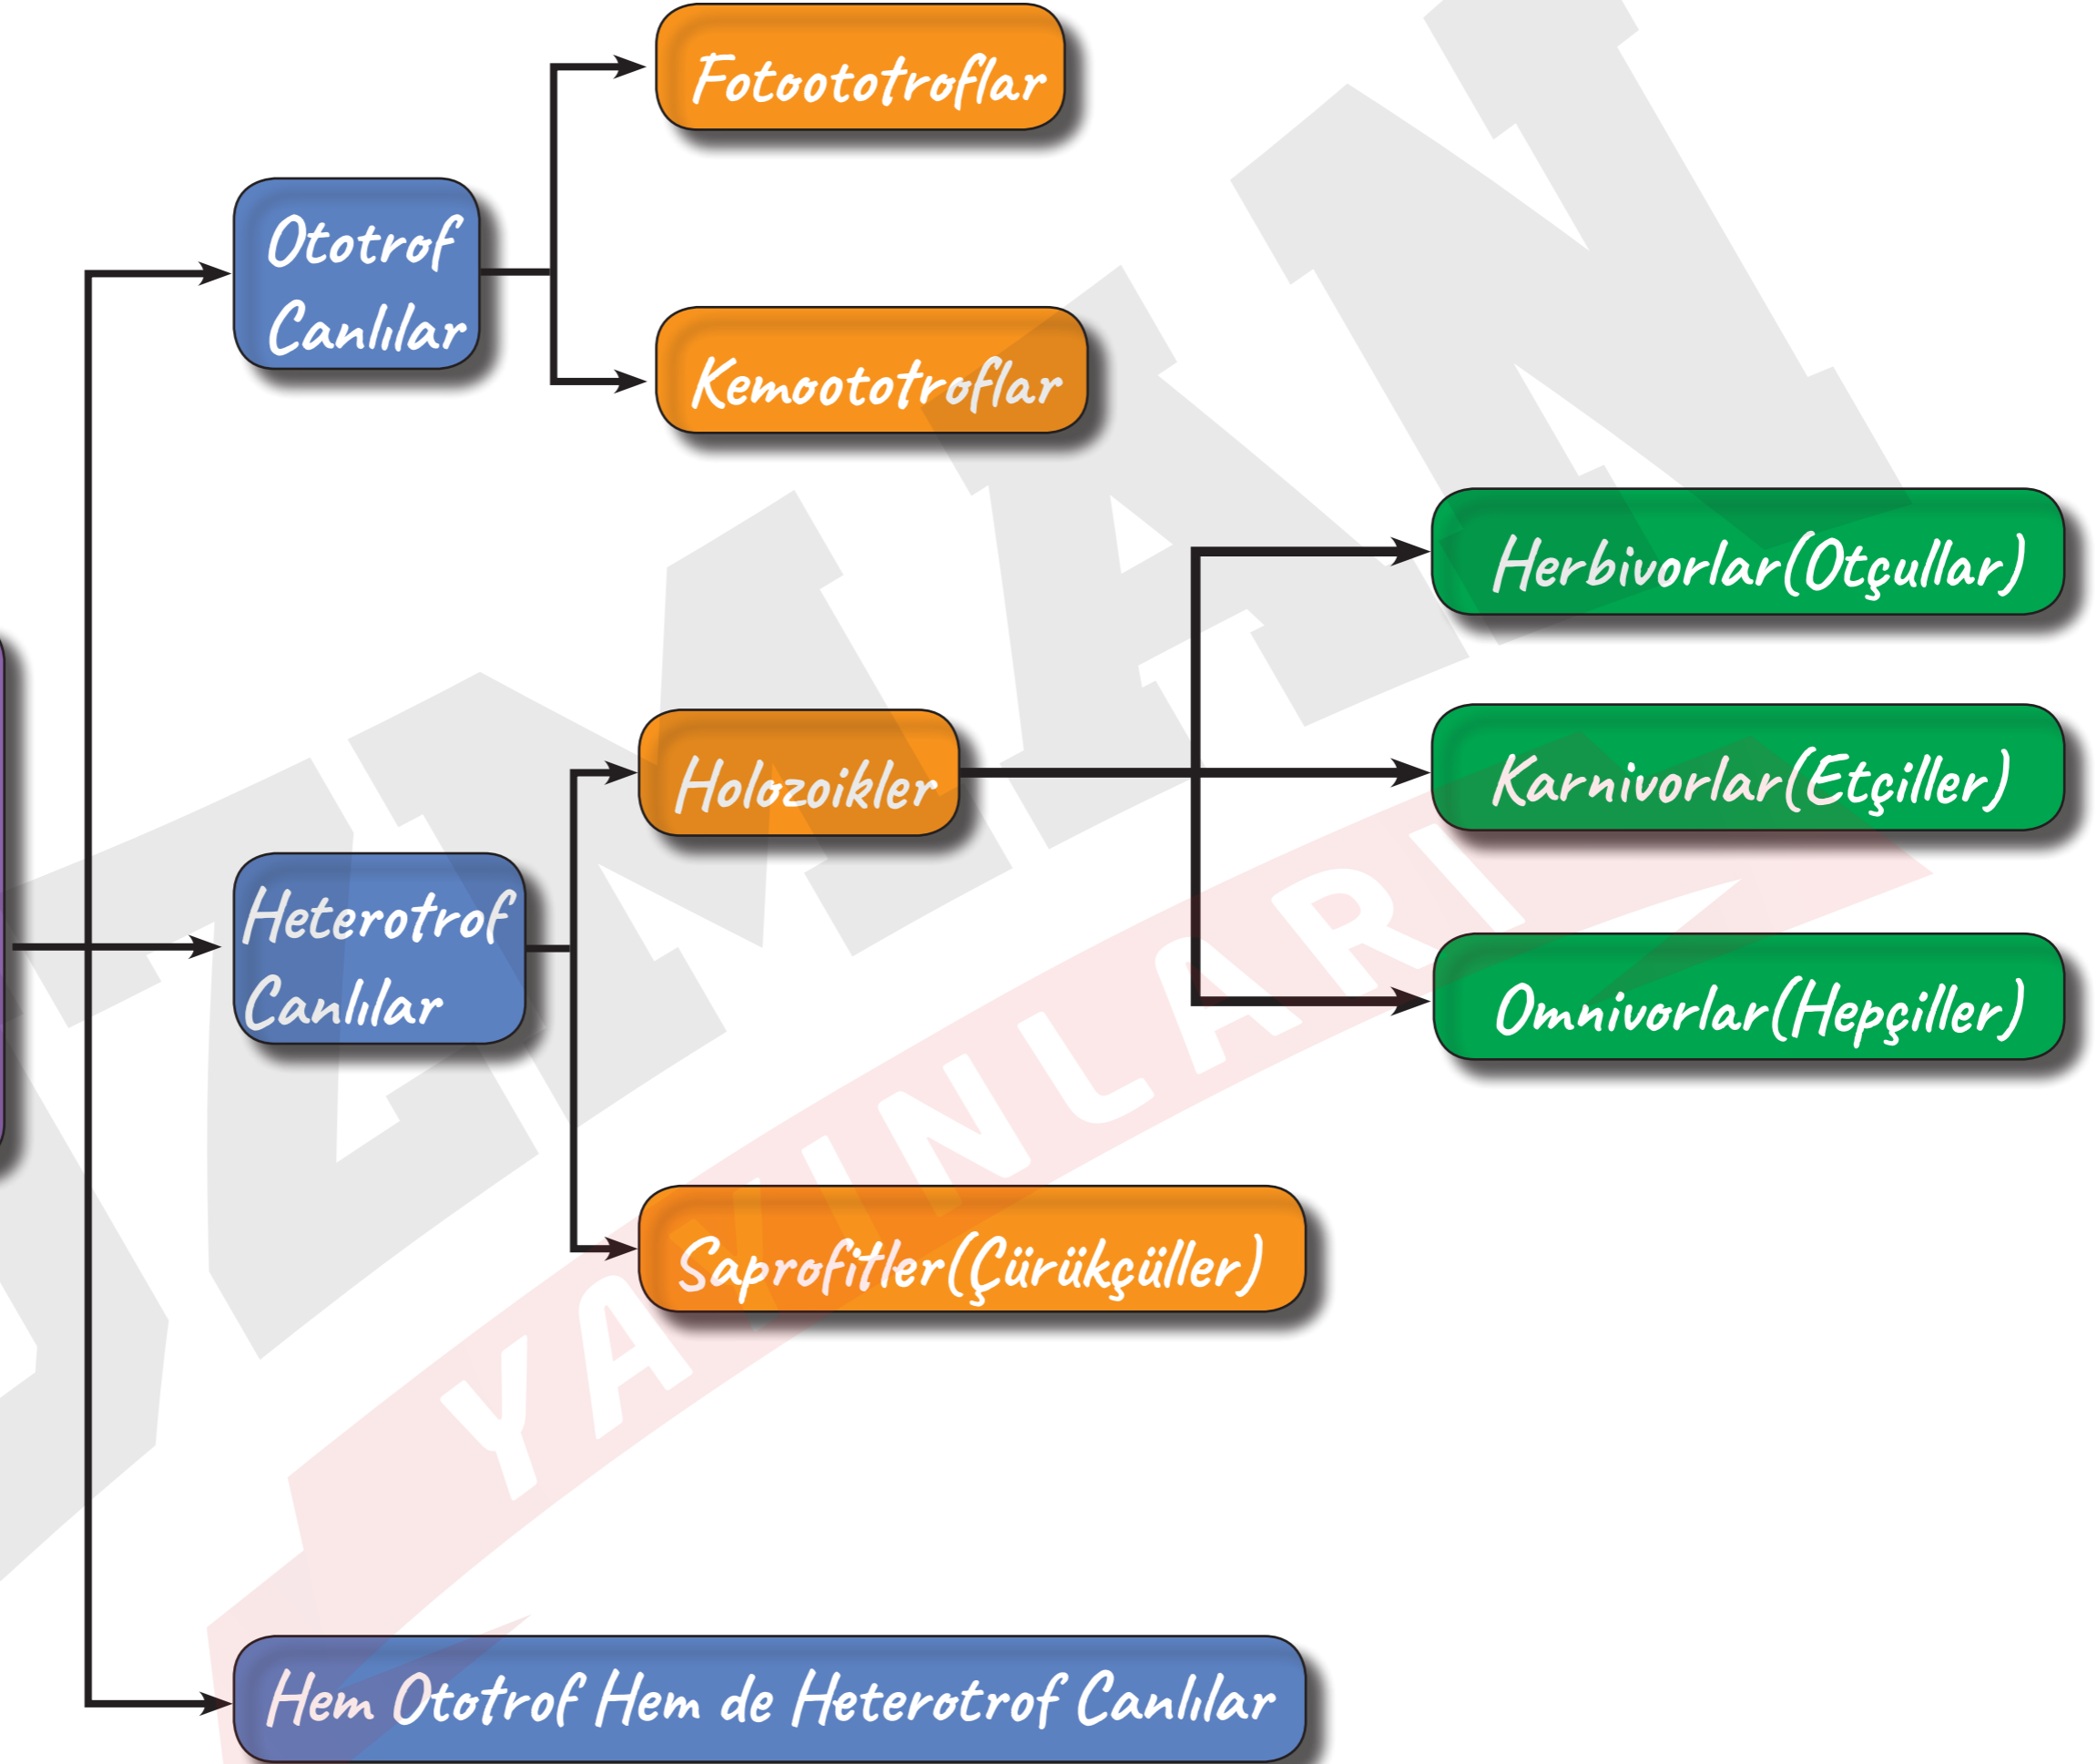 Fotoototroflar
Ototrof
Canlılar
Kemoototroflar
Herbivorlar(Otçullar)
Holozoikler
Karnivorlar(Etçiller)
Heterotrof
Canlılar
Omnivorlar(Hepçiller)
Saprofitler(Çürükçüller)
Hem Ototrof Hem de Heterotrof Canlılar
YAYINLARI